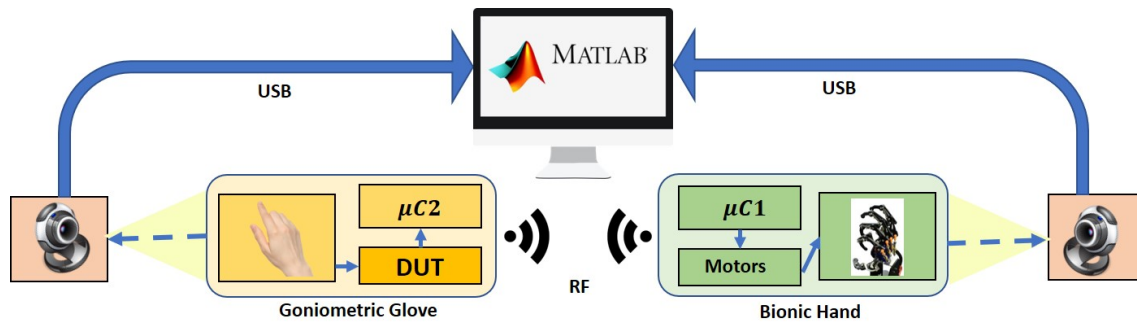 MATLAB
USB
USB
μC2
DUT
Goniometric Glove
RF
μC1
Motors
Bionic Hand